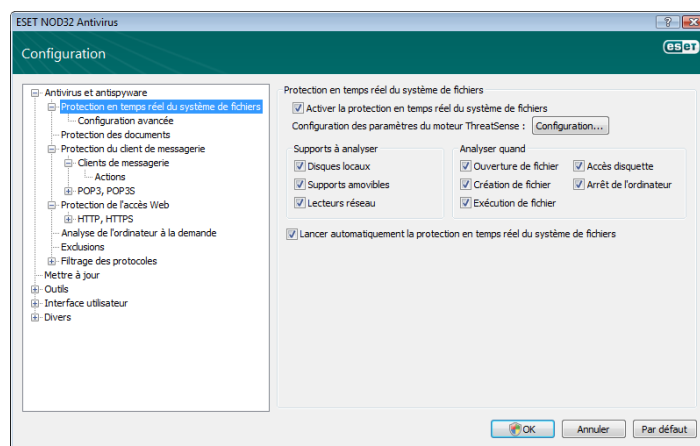 ESET NOD32 Antivirus
Configuration
eseT
Antivirus et antispyware
Protection en temps réel du système de fichiers
Configuration avancée
Protection des documents
Protection du client de messagerie
Clients de messagerie
Actions
POP3, POP3S
Protection de l'accès Web
HTTP, HTTPS
Analyse de l'ordinateur à la demande
Exclusions
Filtrage des protocoles
Mettre à jour
Outils
Interface utilisateur
Divers
Protection en temps réel du système de fichiers
Activer la protection en temps réel du système de fichiers
Configuration des paramètres du moteur ThreatSense : Configuration...
Supports à analyser
Disques locaux
Supports amovibles
Lecteurs réseau
Analyser quand
Ouverture de fichier Accès disquette
Création de fichier Arrêt de l'ordinateur
Exécution de fichier
Lancer automatiquement la protection en temps réel du système de fichiers
OK Annuler Par défaut